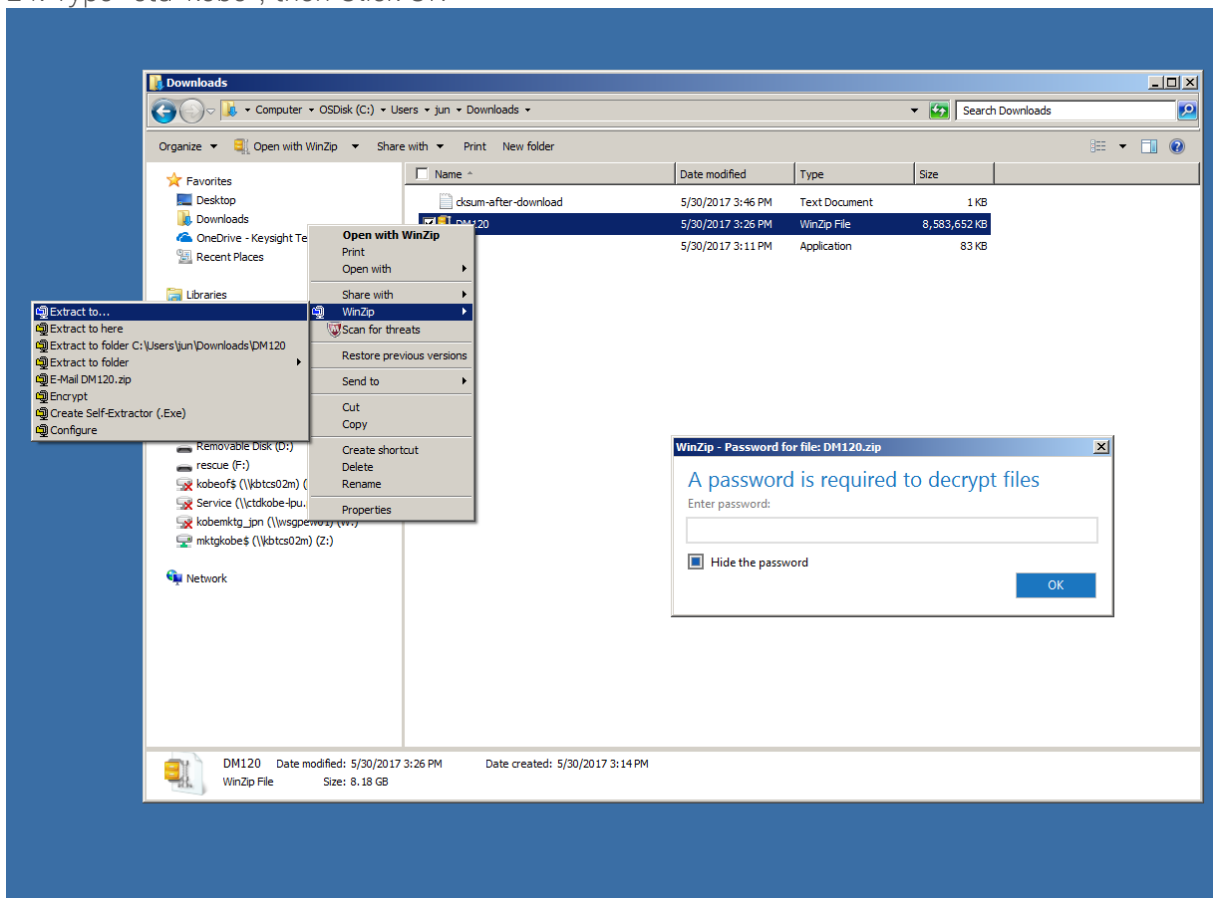 Downloads
Computer OSDisk (C:) Users jun Downloads
Search Downloads
Organize Open with WinZip Share with Print New folder
Name Date modified Type Size
Favorites
Desktop
Downloads
OneDrive - Keysight Te
Recent Places
Libraries
cksum-after-download 5/30/2017 3:46 PM Text Document 1 KB
DM120 5/30/2017 3:26 PM WinZip File 8,583,652 KB
5/30/2017 3:11 PM Application 83 KB
Open with WinZip
Print
Open with
Share with
WinZip
Scan for threats
Restore previous versions
Send to
Cut
Copy
Create shortcut
Delete
Rename
Properties
Extract to...
Extract to here
Extract to folder C:\Users\jun\Downloads\DM120
Extract to folder
E-Mail DM120.zip
Encrypt
Create Self-Extractor (.Exe)
Configure
Removable Disk (D:)
rescue (F:)
kobeof$ (\\kbtcs02m) (
Service (\\ctdkobe-lpu.
kobemktg_jpn (\\wsgpew01) (W:)
mktgkobe$ (\\kbtcs02m) (Z:)
Network
WinZip - Password for file: DM120.zip
A password is required to decrypt files
Enter password:
Hide the password
OK
DM120 Date modified: 5/30/2017 3:26 PM Date created: 5/30/2017 3:14 PM
WinZip File Size: 8.18 GB